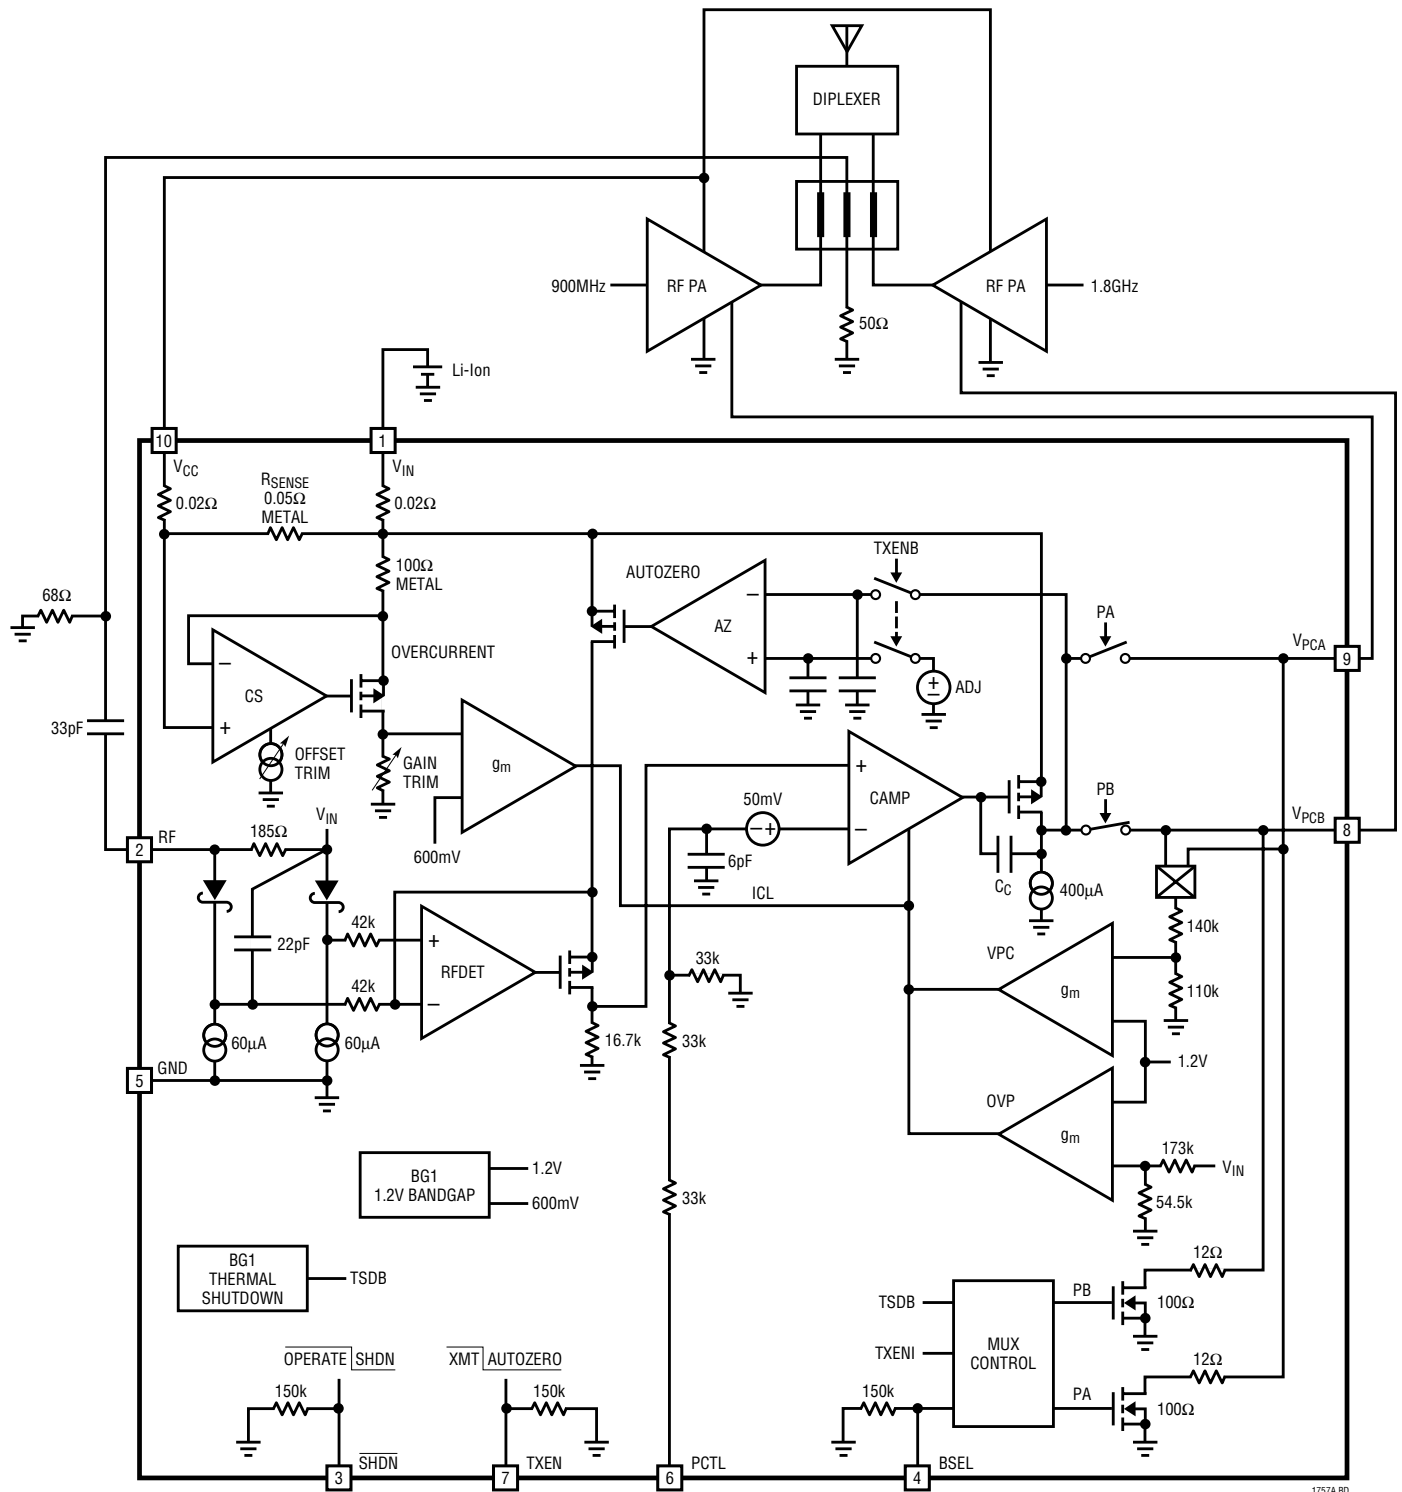 DIPLEXER
900MHz
RF PA
RF PA
1.8GHz
50Ω
Li-Ion
10
1
VCC
VIN
0.02Ω
RSENSE
0.05Ω
METAL
0.02Ω
100Ω
METAL
68Ω
AUTOZERO
TXENB
−
AZ
+
PA
VPCA
9
+
−
ADJ
OVERCURRENT
−
CS
+
33pF
OFFSET
TRIM
GAIN
TRIM
gm
600mV
50mV
−+
+
CAMP
−
PB
VPCB
8
VIN
2
RF
185Ω
6pF
ICL
CC
400µA
22pF
42k
42k
+
RFDET
−
140k
110k
VPC
gm
1.2V
33k
33k
16.7k
60µA
60µA
5
GND
OVP
gm
173k
VIN
54.5k
BG1
1.2V BANDGAP
1.2V
600mV
33k
BG1
THERMAL
SHUTDOWN
TSDB
12Ω
PB
100Ω
TSDB
TXENI
MUX
CONTROL
12Ω
PA
100Ω
OPERATE SHDN
XMT AUTOZERO
150k
150k
150k
3
SHDN
7
TXEN
6
PCTL
4
BSEL
1757A BD